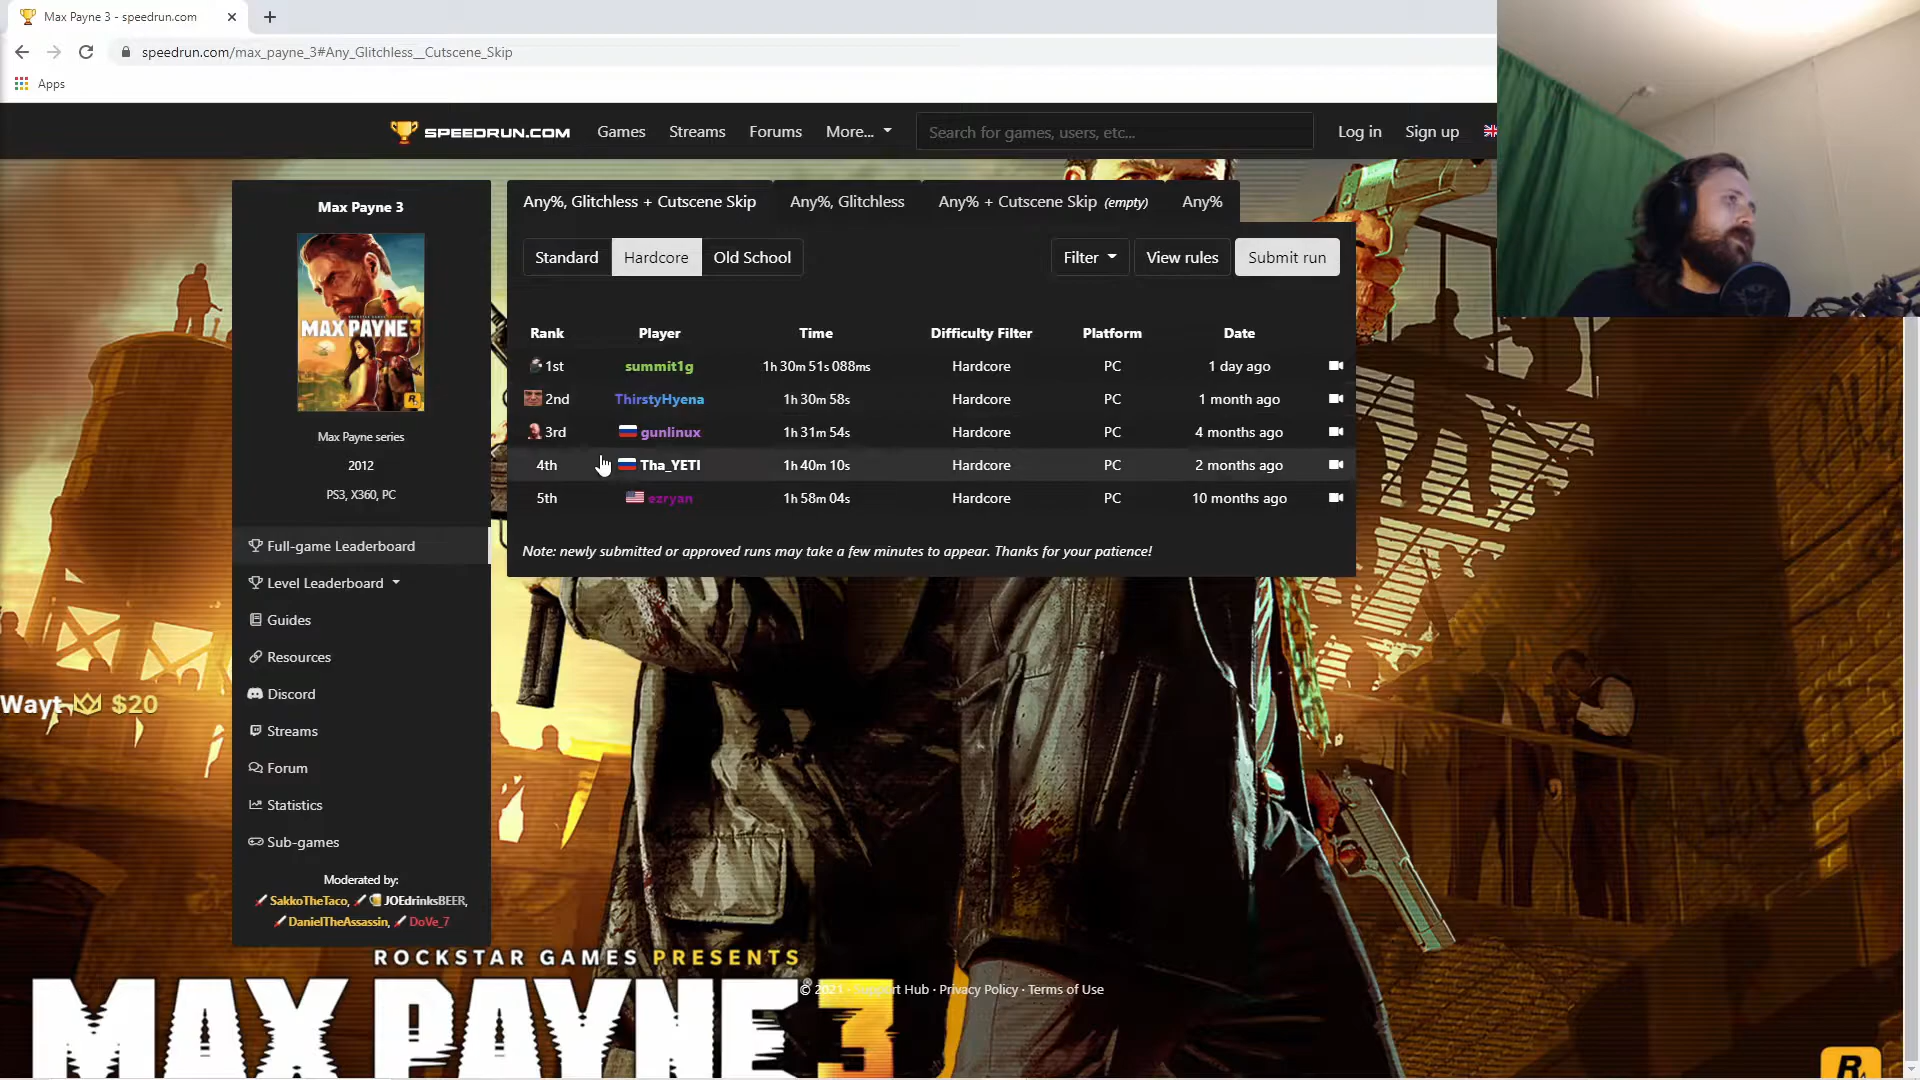 Max Payne 3 - speedrun.com
speedrun.com/max_payne_3#Any_Glitchless__Cutscene_Skip
Apps
SPEEDRUN.COM Games Streams Forums More... Search for games, users, etc... Log in Sign up
Max Payne 3
MAX PAYNE 3
Max Payne series
2012
PS3, X360, PC
Full-game Leaderboard
Level Leaderboard
Guides
Resources
Discord
Streams
Forum
Statistics
Sub-games
Moderated by:
SakkoTheTaco, JOEdrinksBEER,
DanielTheAssassin, DoVe_7
Any%, Glitchless + Cutscene Skip Any%, Glitchless Any% + Cutscene Skip (empty) Any%
Standard Hardcore Old School Filter View rules Submit run
Rank Player Time Difficulty Filter Platform Date
1st summit1g 1h 30m 51s 088ms Hardcore PC 1 day ago
2nd ThirstyHyena 1h 30m 58s Hardcore PC 1 month ago
3rd gunlinux 1h 31m 54s Hardcore PC 4 months ago
4th Tha_YETI 1h 40m 10s Hardcore PC 2 months ago
5th ezryan 1h 58m 04s Hardcore PC 10 months ago
Note: newly submitted or approved runs may take a few minutes to appear. Thanks for your patience!
Wayt $20
ROCKSTAR GAMES PRESENTS
MAX PAYNE 3
© 2021 · Support Hub · Privacy Policy · Terms of Use